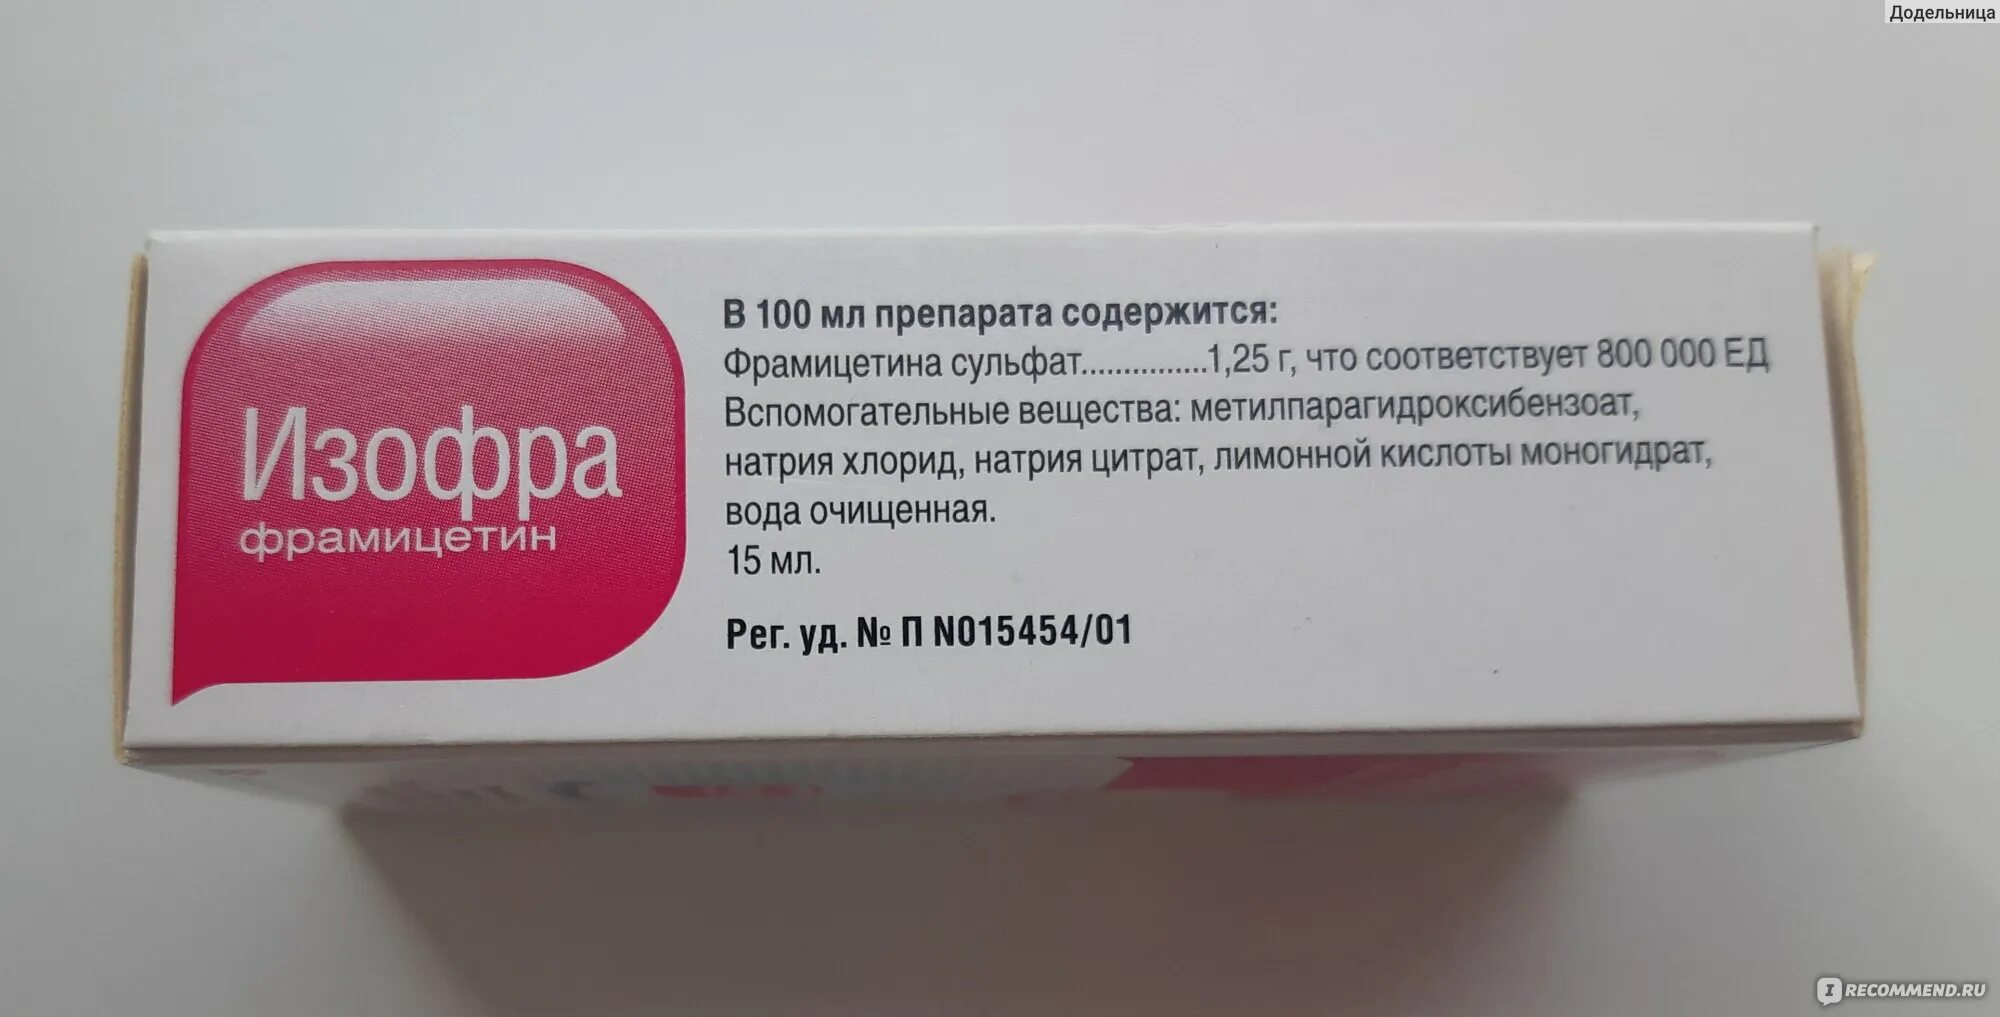 Додельница
Изофра
фрамицетин
В 100 мл препарата содержится:
Фрамицетина сульфат...............1,25 г, что соответствует 800 000 ЕД
Вспомогательные вещества: метилпарагидроксибензоат,
натрия хлорид, натрия цитрат, лимонной кислоты моногидрат,
вода очищенная.
15 мл.
Рег. уд. № П N015454/01
IRECOMMEND.RU